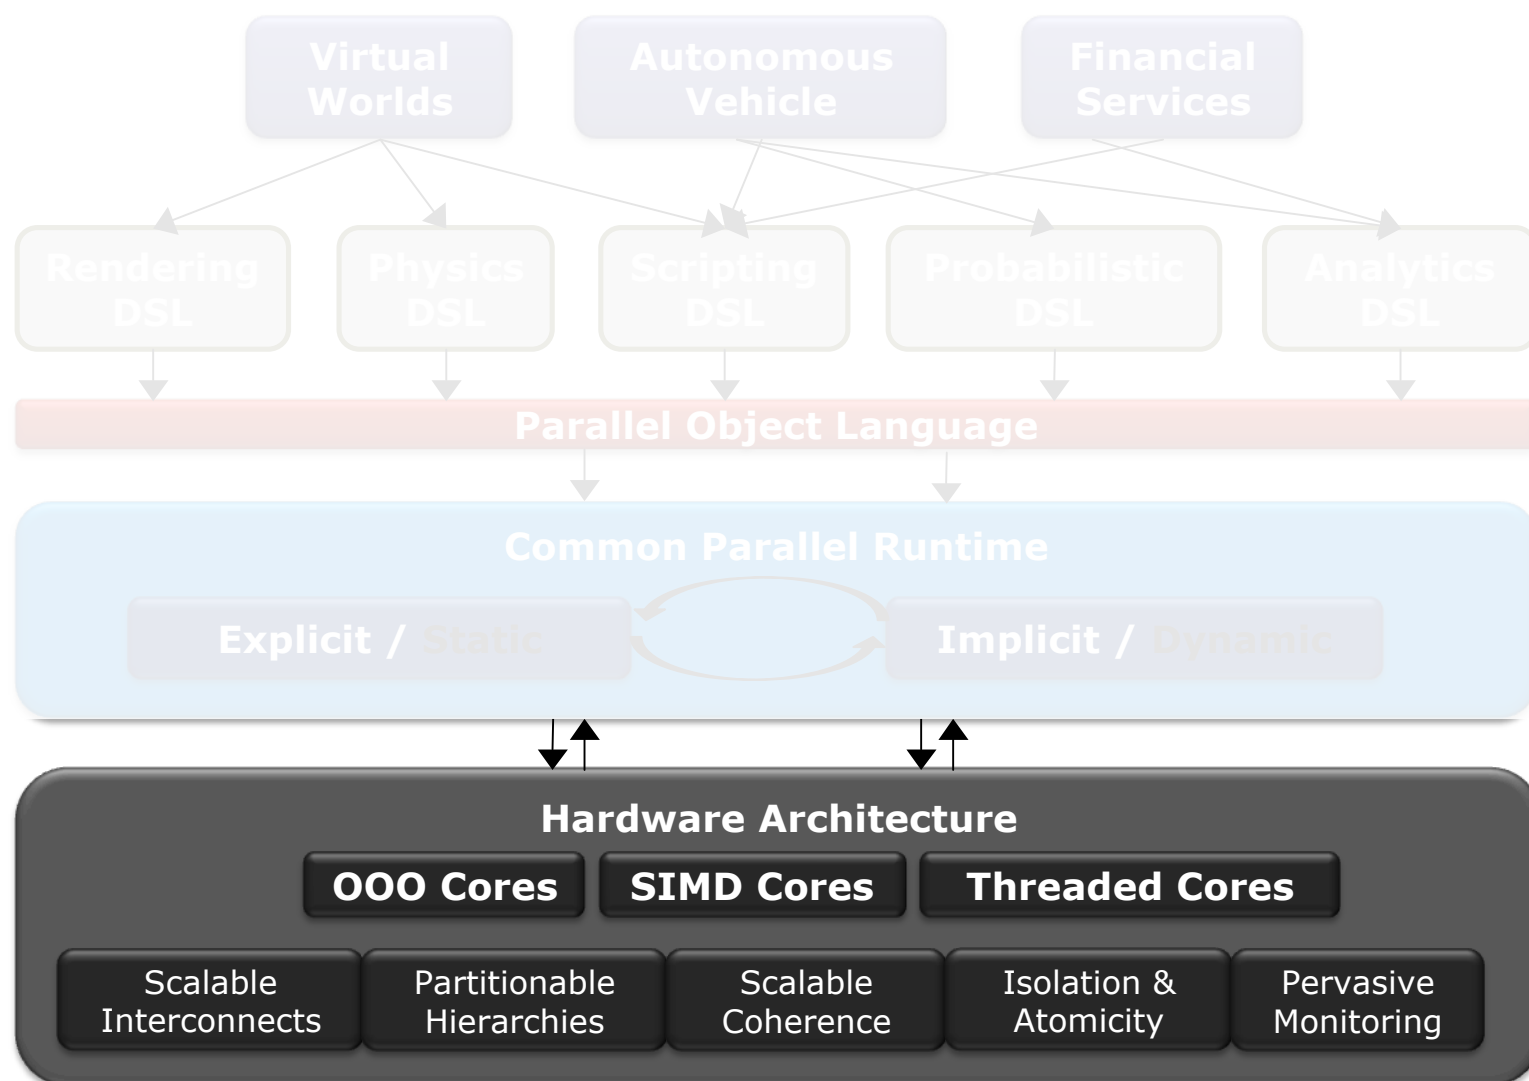 Virtual
Worlds
Autonomous
Vehicle
Financial
Services
Rendering
DSL
Physics
DSL
Scripting
DSL
Probabilistic
DSL
Analytics
DSL
Parallel Object Language
Common Parallel Runtime
Explicit / Static
Implicit / Dynamic
Hardware Architecture
OOO Cores
SIMD Cores
Threaded Cores
Scalable
Interconnects
Partitionable
Hierarchies
Scalable
Coherence
Isolation &
Atomicity
Pervasive
Monitoring